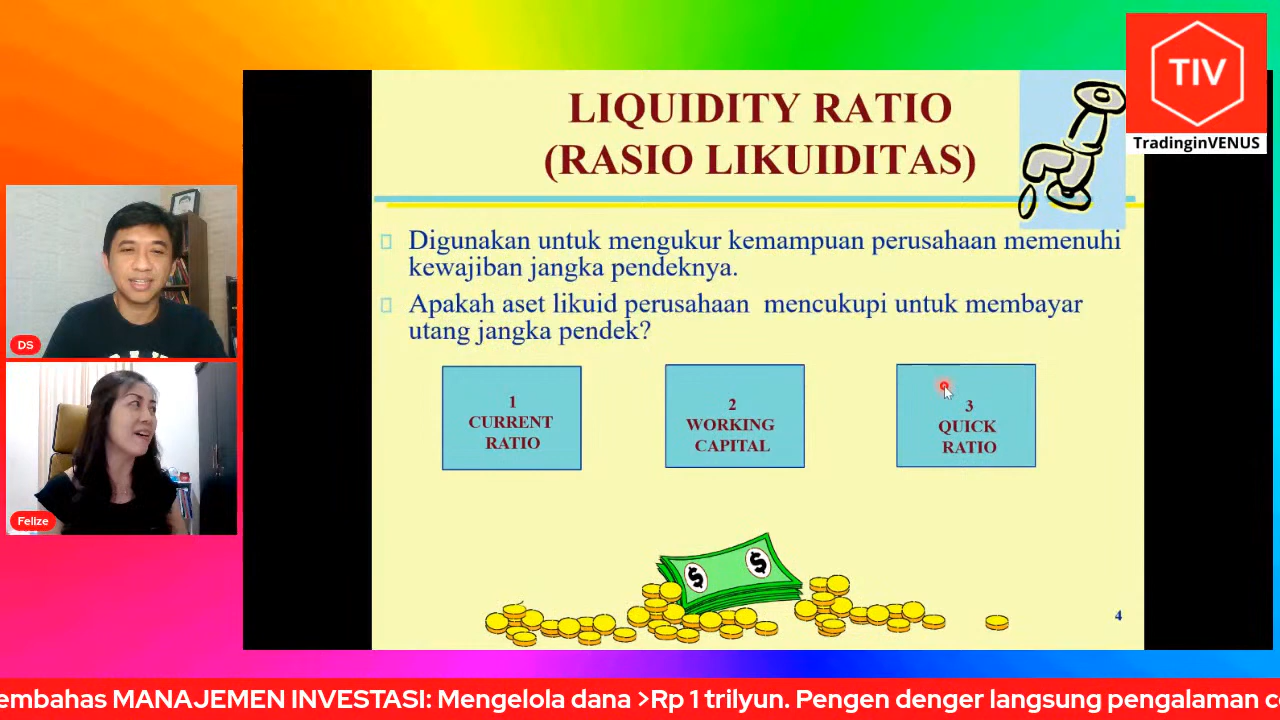 TIV
TradinginVENUS
LIQUIDITY RATIO
(RASIO LIKUIDITAS)
Digunakan untuk mengukur kemampuan perusahaan memenuhi
kewajiban jangka pendeknya.
Apakah aset likuid perusahaan mencukupi untuk membayar
utang jangka pendek?
1
CURRENT
RATIO
2
WORKING
CAPITAL
3
QUICK
RATIO
$ $
4
DS
Felize
embahas MANAJEMEN INVESTASI: Mengelola dana >Rp 1 trilyun. Pengen denger langsung pengalaman c